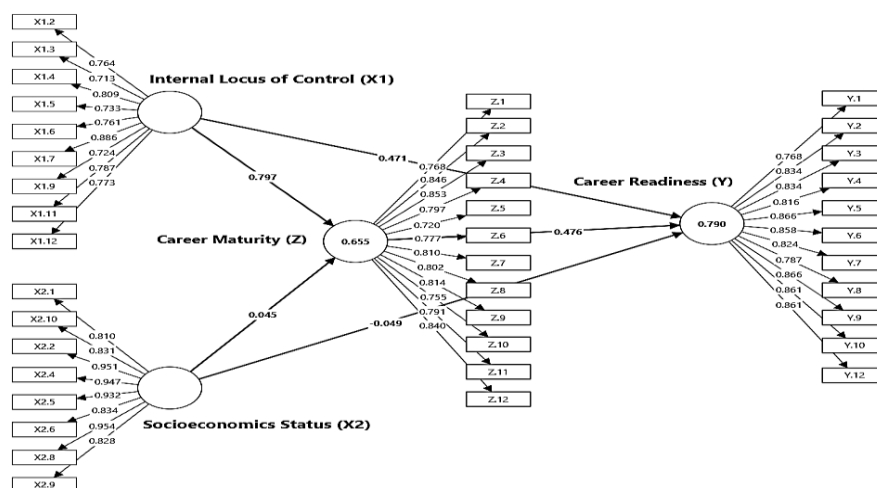 X1.2
X1.3
X1.4
X1.5
X1.6
X1.7
X1.9
X1.11
X1.12
0.764
0.713
0.809
0.733
0.761
0.886
0.724
0.787
0.773
Internal Locus of Control (X1)
0.797
0.471
Career Maturity (Z)
0.655
X2.1
X2.10
X2.2
X2.4
X2.5
X2.6
X2.8
X2.9
0.810
0.831
0.951
0.947
0.932
0.834
0.954
0.828
Socioeconomics Status (X2)
0.045
-0.049
Z.1
Z.2
Z.3
Z.4
Z.5
Z.6
Z.7
Z.8
Z.9
Z.10
Z.11
Z.12
0.768
0.846
0.853
0.797
0.720
0.777
0.810
0.802
0.814
0.755
0.791
0.840
0.476
Career Readiness (Y)
0.790
Y.1
Y.2
Y.3
Y.4
Y.5
Y.6
Y.7
Y.8
Y.9
Y.10
Y.12
0.768
0.834
0.834
0.816
0.866
0.858
0.824
0.787
0.866
0.861
0.861